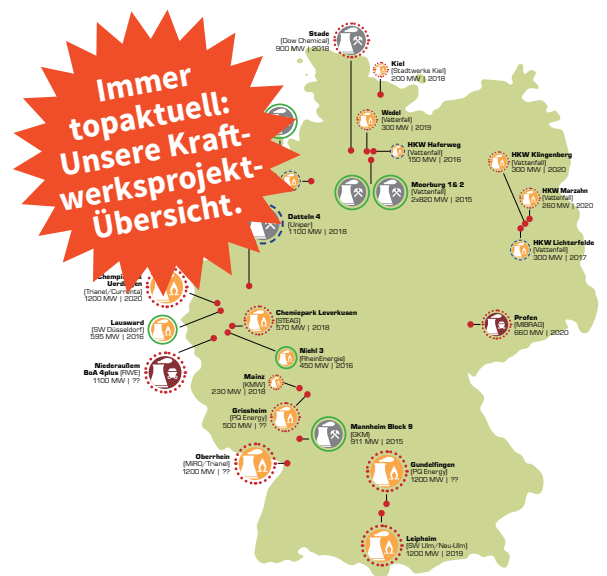 Immer
topaktuell:
Unsere Kraft-
werksprojekt-
Übersicht.
Stade
(Dow Chemical)
900 MW | 2018
Kiel
(Stadtwerke Kiel)
200 MW | 2018
Wedel
(Vattenfall)
300 MW | 2019
HKW Haferweg
(Vattenfall)
150 MW | 2016
Moorburg 1& 2
(Vattenfall)
2x820 MW | 2015
HKW Klingenberg
(Vattenfall)
300 MW | 2020
HKW Marzahn
(Vattenfall)
260 MW | 2020
HKW Lichterfelde
(Vattenfall)
300 MW | 2017
Datteln 4
(Uniper)
1100 MW | 2018
(Trianel/Currenta)
1200 MW | 2020
Lausward
(SW Düsseldorf)
595 MW | 2016
Chemiepark Leverkusen
(STEAG)
570 MW | 2018
Profen
(MIBRAG)
660 MW | 2020
Niehl 3
(RheinEnergie)
450 MW | 2016
Niederaußem
BoA 4plus (RWE)
1100 MW | ??
Mainz
(KMW)
230 MW | 2018
Griesheim
(PQ Energy)
500 MW | ??
Mannheim Block 9
(GKM)
911 MW | 2015
Oberrhein
(MiRO/Trianel)
1200 MW | ??
Gundelfingen
(PQ Energy)
1200 MW | ??
Leipheim
(SW Ulm/Neu-Ulm)
1200 MW | 2019